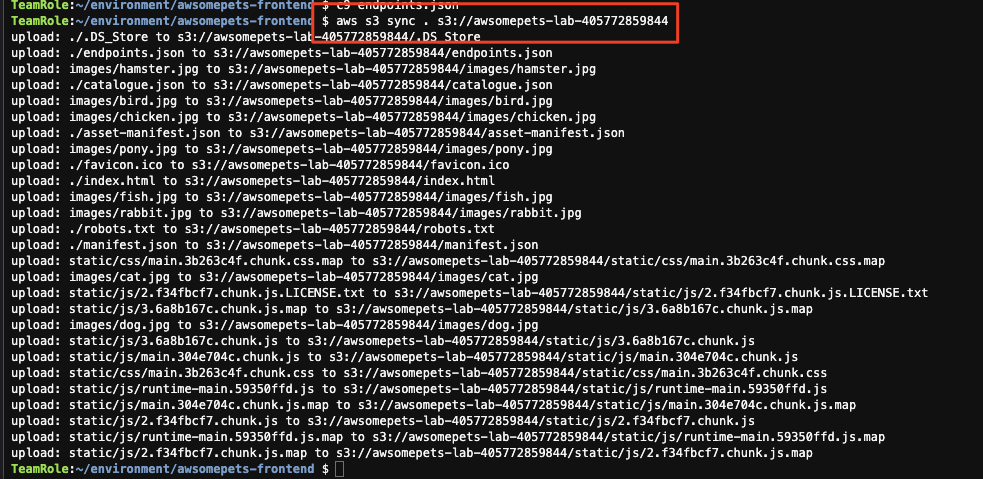 TeamRole:~/environment/awsomepets-frontend $ c9 endpoints.json
TeamRole:~/environment/awsomepets-frontend $ aws s3 sync . s3://awsomepets-lab-405772859844
upload: ./.DS_Store to s3://awsomepets-lab-405772859844/.DS_Store
upload: ./endpoints.json to s3://awsomepets-lab-405772859844/endpoints.json
upload: images/hamster.jpg to s3://awsomepets-lab-405772859844/images/hamster.jpg
upload: ./catalogue.json to s3://awsomepets-lab-405772859844/catalogue.json
upload: images/bird.jpg to s3://awsomepets-lab-405772859844/images/bird.jpg
upload: images/chicken.jpg to s3://awsomepets-lab-405772859844/images/chicken.jpg
upload: ./asset-manifest.json to s3://awsomepets-lab-405772859844/asset-manifest.json
upload: images/pony.jpg to s3://awsomepets-lab-405772859844/images/pony.jpg
upload: ./favicon.ico to s3://awsomepets-lab-405772859844/favicon.ico
upload: ./index.html to s3://awsomepets-lab-405772859844/index.html
upload: images/fish.jpg to s3://awsomepets-lab-405772859844/images/fish.jpg
upload: images/rabbit.jpg to s3://awsomepets-lab-405772859844/images/rabbit.jpg
upload: ./robots.txt to s3://awsomepets-lab-405772859844/robots.txt
upload: ./manifest.json to s3://awsomepets-lab-405772859844/manifest.json
upload: static/css/main.3b263c4f.chunk.css.map to s3://awsomepets-lab-405772859844/static/css/main.3b263c4f.chunk.css.map
upload: images/cat.jpg to s3://awsomepets-lab-405772859844/images/cat.jpg
upload: static/js/2.f34fbcf7.chunk.js.LICENSE.txt to s3://awsomepets-lab-405772859844/static/js/2.f34fbcf7.chunk.js.LICENSE.txt
upload: static/js/3.6a8b167c.chunk.js.map to s3://awsomepets-lab-405772859844/static/js/3.6a8b167c.chunk.js.map
upload: images/dog.jpg to s3://awsomepets-lab-405772859844/images/dog.jpg
upload: static/js/3.6a8b167c.chunk.js to s3://awsomepets-lab-405772859844/static/js/3.6a8b167c.chunk.js
upload: static/js/main.304e704c.chunk.js to s3://awsomepets-lab-405772859844/static/js/main.304e704c.chunk.js
upload: static/css/main.3b263c4f.chunk.css to s3://awsomepets-lab-405772859844/static/css/main.3b263c4f.chunk.css
upload: static/js/runtime-main.59350ffd.js to s3://awsomepets-lab-405772859844/static/js/runtime-main.59350ffd.js
upload: static/js/main.304e704c.chunk.js.map to s3://awsomepets-lab-405772859844/static/js/main.304e704c.chunk.js.map
upload: static/js/2.f34fbcf7.chunk.js to s3://awsomepets-lab-405772859844/static/js/2.f34fbcf7.chunk.js
upload: static/js/runtime-main.59350ffd.js.map to s3://awsomepets-lab-405772859844/static/js/runtime-main.59350ffd.js.map
upload: static/js/2.f34fbcf7.chunk.js.map to s3://awsomepets-lab-405772859844/static/js/2.f34fbcf7.chunk.js.map
TeamRole:~/environment/awsomepets-frontend $